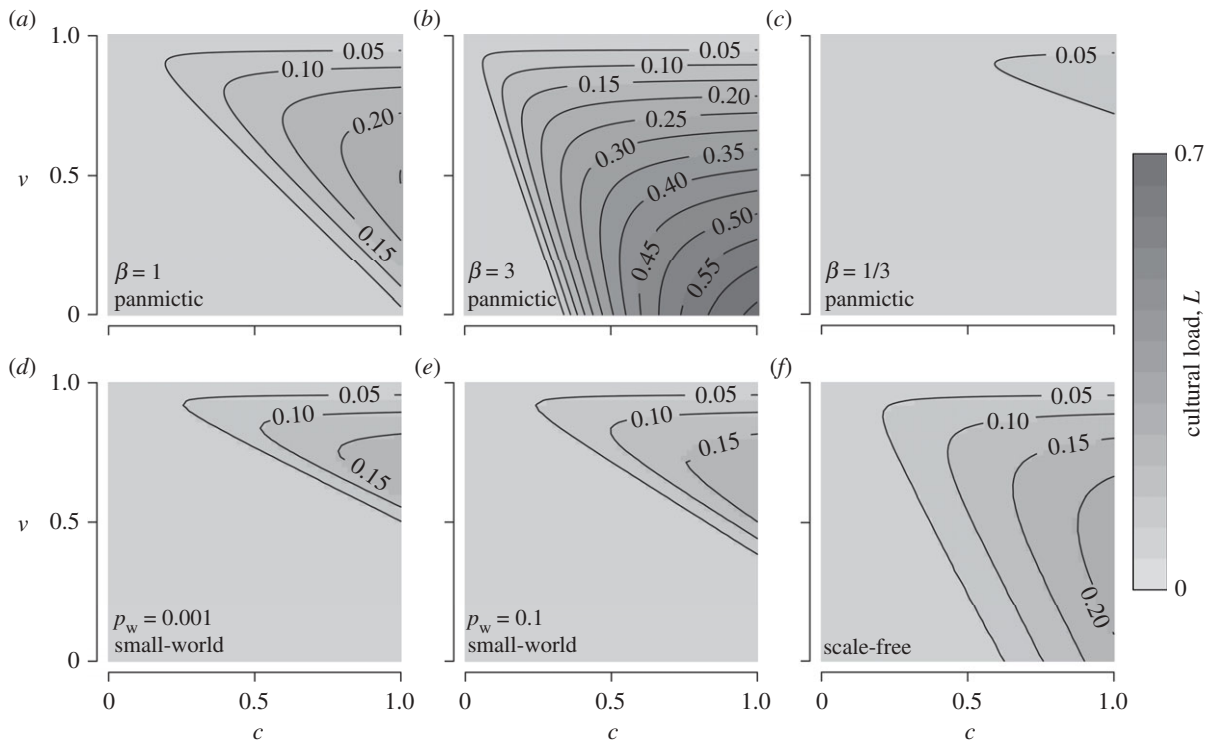 (a)
(b)
(c)
1.0
0.5
0
v
0.05
0.10
0.20
0.15
β = 1
panmictic
0.05
0.10
0.15
0.20
0.25
0.30
0.35
0.40
0.50
0.45
0.55
β = 3
panmictic
0.05
β = 1/3
panmictic
0.7
0
cultural load, L
(d)
(e)
(f)
1.0
0.5
0
v
0.05
0.10
0.15
p_w = 0.001
small-world
0.05
0.10
0.15
p_w = 0.1
small-world
0.05
0.10
0.15
0.20
scale-free
0
0.5
1.0
c
0
0.5
1.0
c
0
0.5
1.0
c